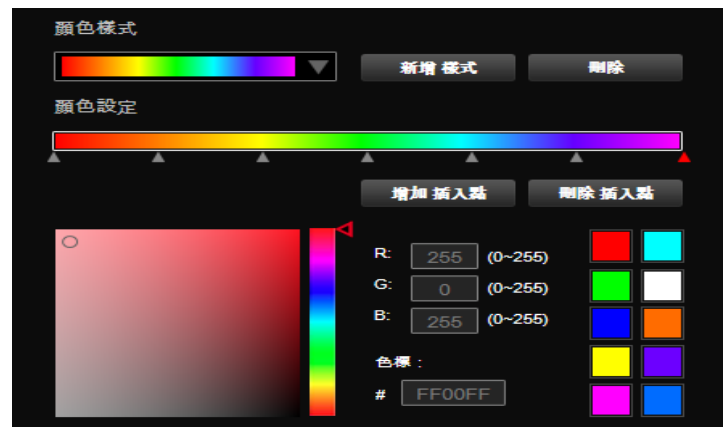 顏色樣式
新增 樣式
刪除
顏色設定
增加 插入點
刪除 插入點
R: 255 (0~255)
G: 0 (0~255)
B: 255 (0~255)
色標：
# FF00FF